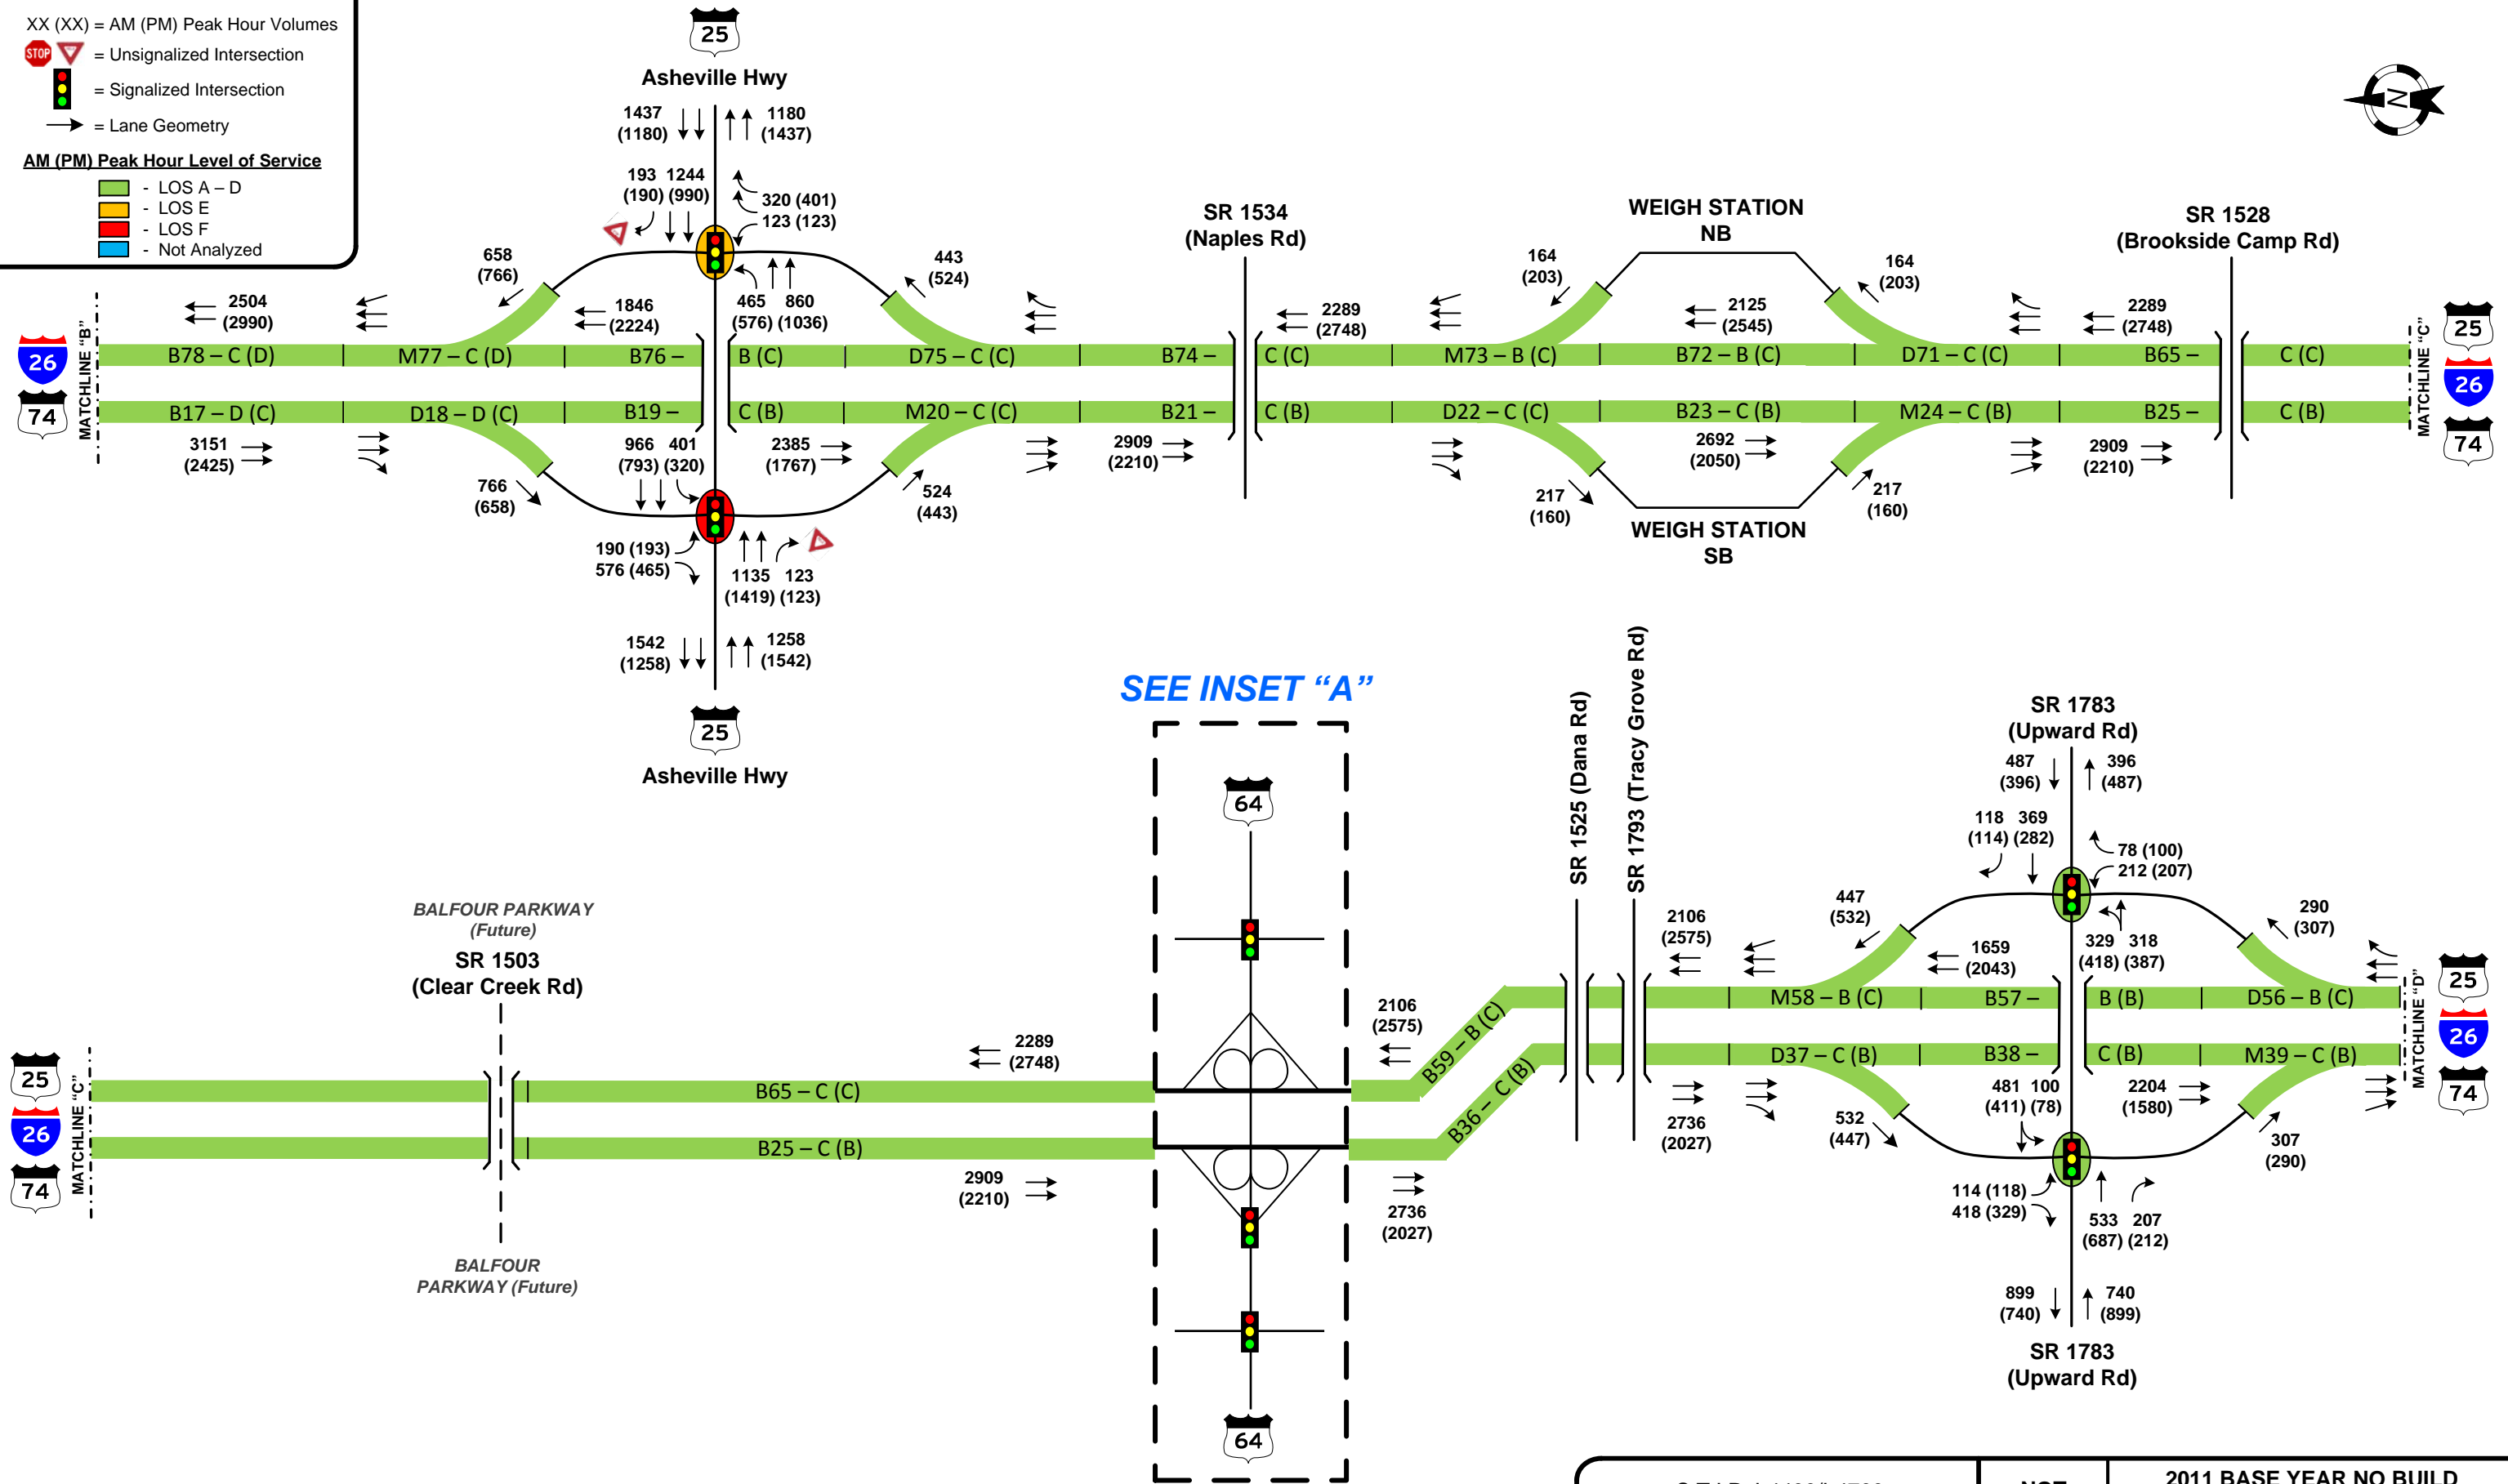 XX (XX) = AM (PM) Peak Hour Volumes
STOP = Unsignalized Intersection
= Signalized Intersection
= Lane Geometry
AM (PM) Peak Hour Level of Service
- LOS A – D
- LOS E
- LOS F
- Not Analyzed
25
Asheville Hwy
1437
(1180)
1180
(1437)
193 1244
(190) (990)
320 (401)
123 (123)
658
(766)
443
(524)
465 860
(576) (1036)
2504
(2990)
1846
(2224)
SR 1534
(Naples Rd)
2289
(2748)
WEIGH STATION
NB
164
(203)
2125
(2545)
164
(203)
SR 1528
(Brookside Camp Rd)
2289
(2748)
N
26
74
MATCHLINE "B"
B78 – C (D)
M77 – C (D)
B76 –
B (C)
D75 – C (C)
B74 –
C (C)
M73 – B (C)
B72 – B (C)
D71 – C (C)
B65 –
C (C)
B17 – D (C)
D18 – D (C)
B19 –
C (B)
M20 – C (C)
B21 –
C (B)
D22 – C (C)
B23 – C (B)
M24 – C (B)
B25 –
C (B)
MATCHLINE "C"
25
26
74
3151
(2425)
966 401
(793) (320)
2385
(1767)
2909
(2210)
2692
(2050)
2909
(2210)
766
(658)
524
(443)
217
(160)
217
(160)
WEIGH STATION
SB
190 (193)
576 (465)
1135 123
(1419) (123)
1542
(1258)
1258
(1542)
25
Asheville Hwy
SEE INSET “A”
64
SR 1525 (Dana Rd)
SR 1793 (Tracy Grove Rd)
SR 1783
(Upward Rd)
487
(396)
396
(487)
118 369
(114) (282)
78 (100)
212 (207)
447
(532)
290
(307)
329 318
(418) (387)
2106
(2575)
1659
(2043)
BALFOUR PARKWAY
(Future)
SR 1503
(Clear Creek Rd)
2289
(2748)
2106
(2575)
25
26
74
MATCHLINE "C"
B65 – C (C)
B25 – C (B)
B59 – B (C)
B36 – C (B)
M58 – B (C)
B57 –
B (B)
D56 – B (C)
D37 – C (B)
B38 –
C (B)
M39 – C (B)
MATCHLINE "D"
25
26
74
2909
(2210)
2736
(2027)
2736
(2027)
481 100
(411) (78)
2204
(1580)
532
(447)
307
(290)
114 (118)
418 (329)
533 207
(687) (212)
899
(740)
740
(899)
SR 1783
(Upward Rd)
BALFOUR
PARKWAY (Future)
64
2011 BASE YEAR NO BUILD